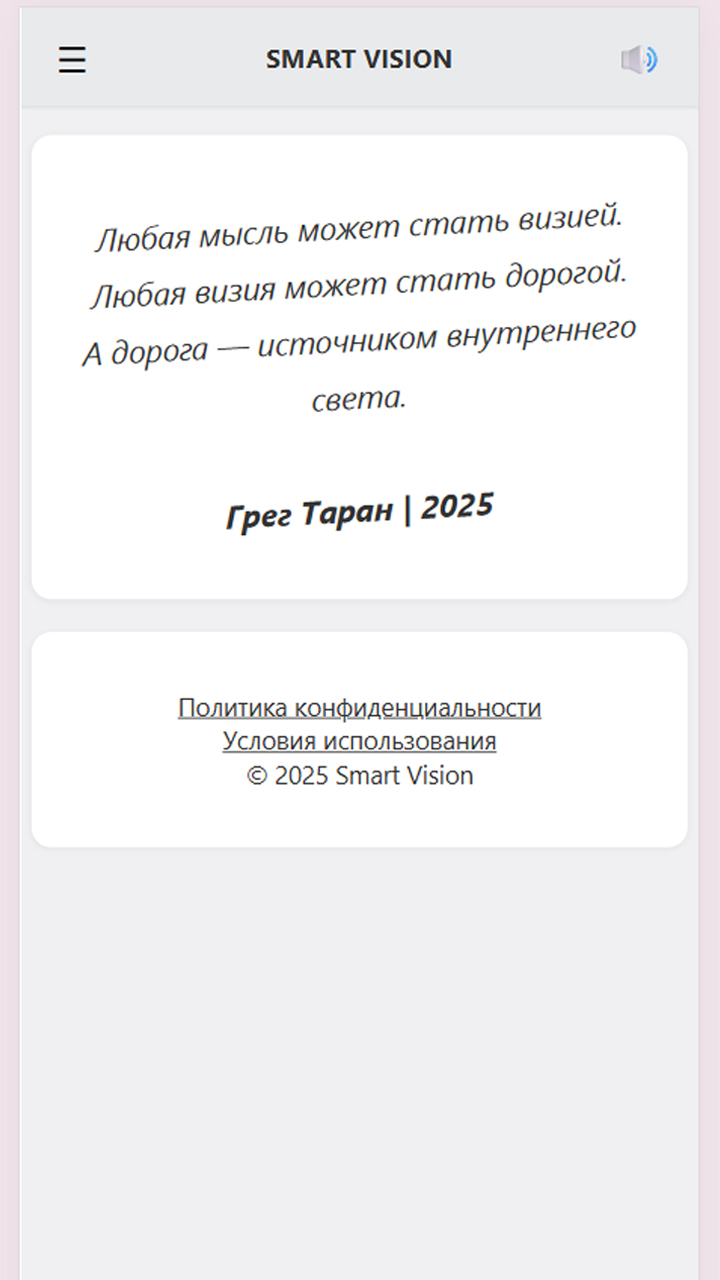 SMART VISION
Любая мысль может стать визией.
Любая визия может стать дорогой.
А дорога — источником внутреннего
света.
Грег Таран | 2025
Политика конфиденциальности
Условия использования
© 2025 Smart Vision